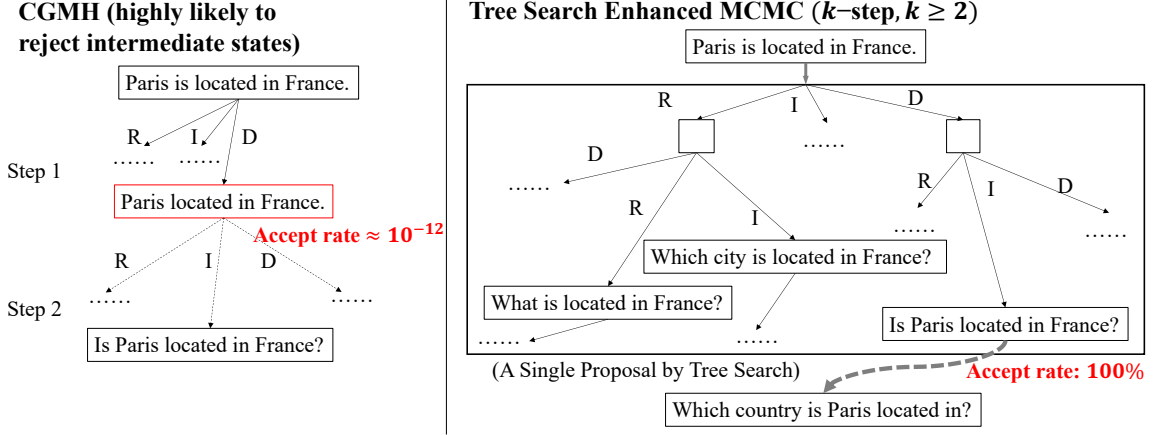 CGMH (highly likely to
reject intermediate states)
Paris is located in France.
R I D
...... ......
Step 1
Paris located in France.
Accept rate ≈ 10⁻¹²
R I D
...... ......
Step 2
Is Paris located in France?
Tree Search Enhanced MCMC (k−step, k ≥ 2)
Paris is located in France.
R I D
......
D R I
......
R I D
...... ......
Which city is located in France?
What is located in France?
Is Paris located in France?
...... ......
(A Single Proposal by Tree Search)
Accept rate: 100%
Which country is Paris located in?